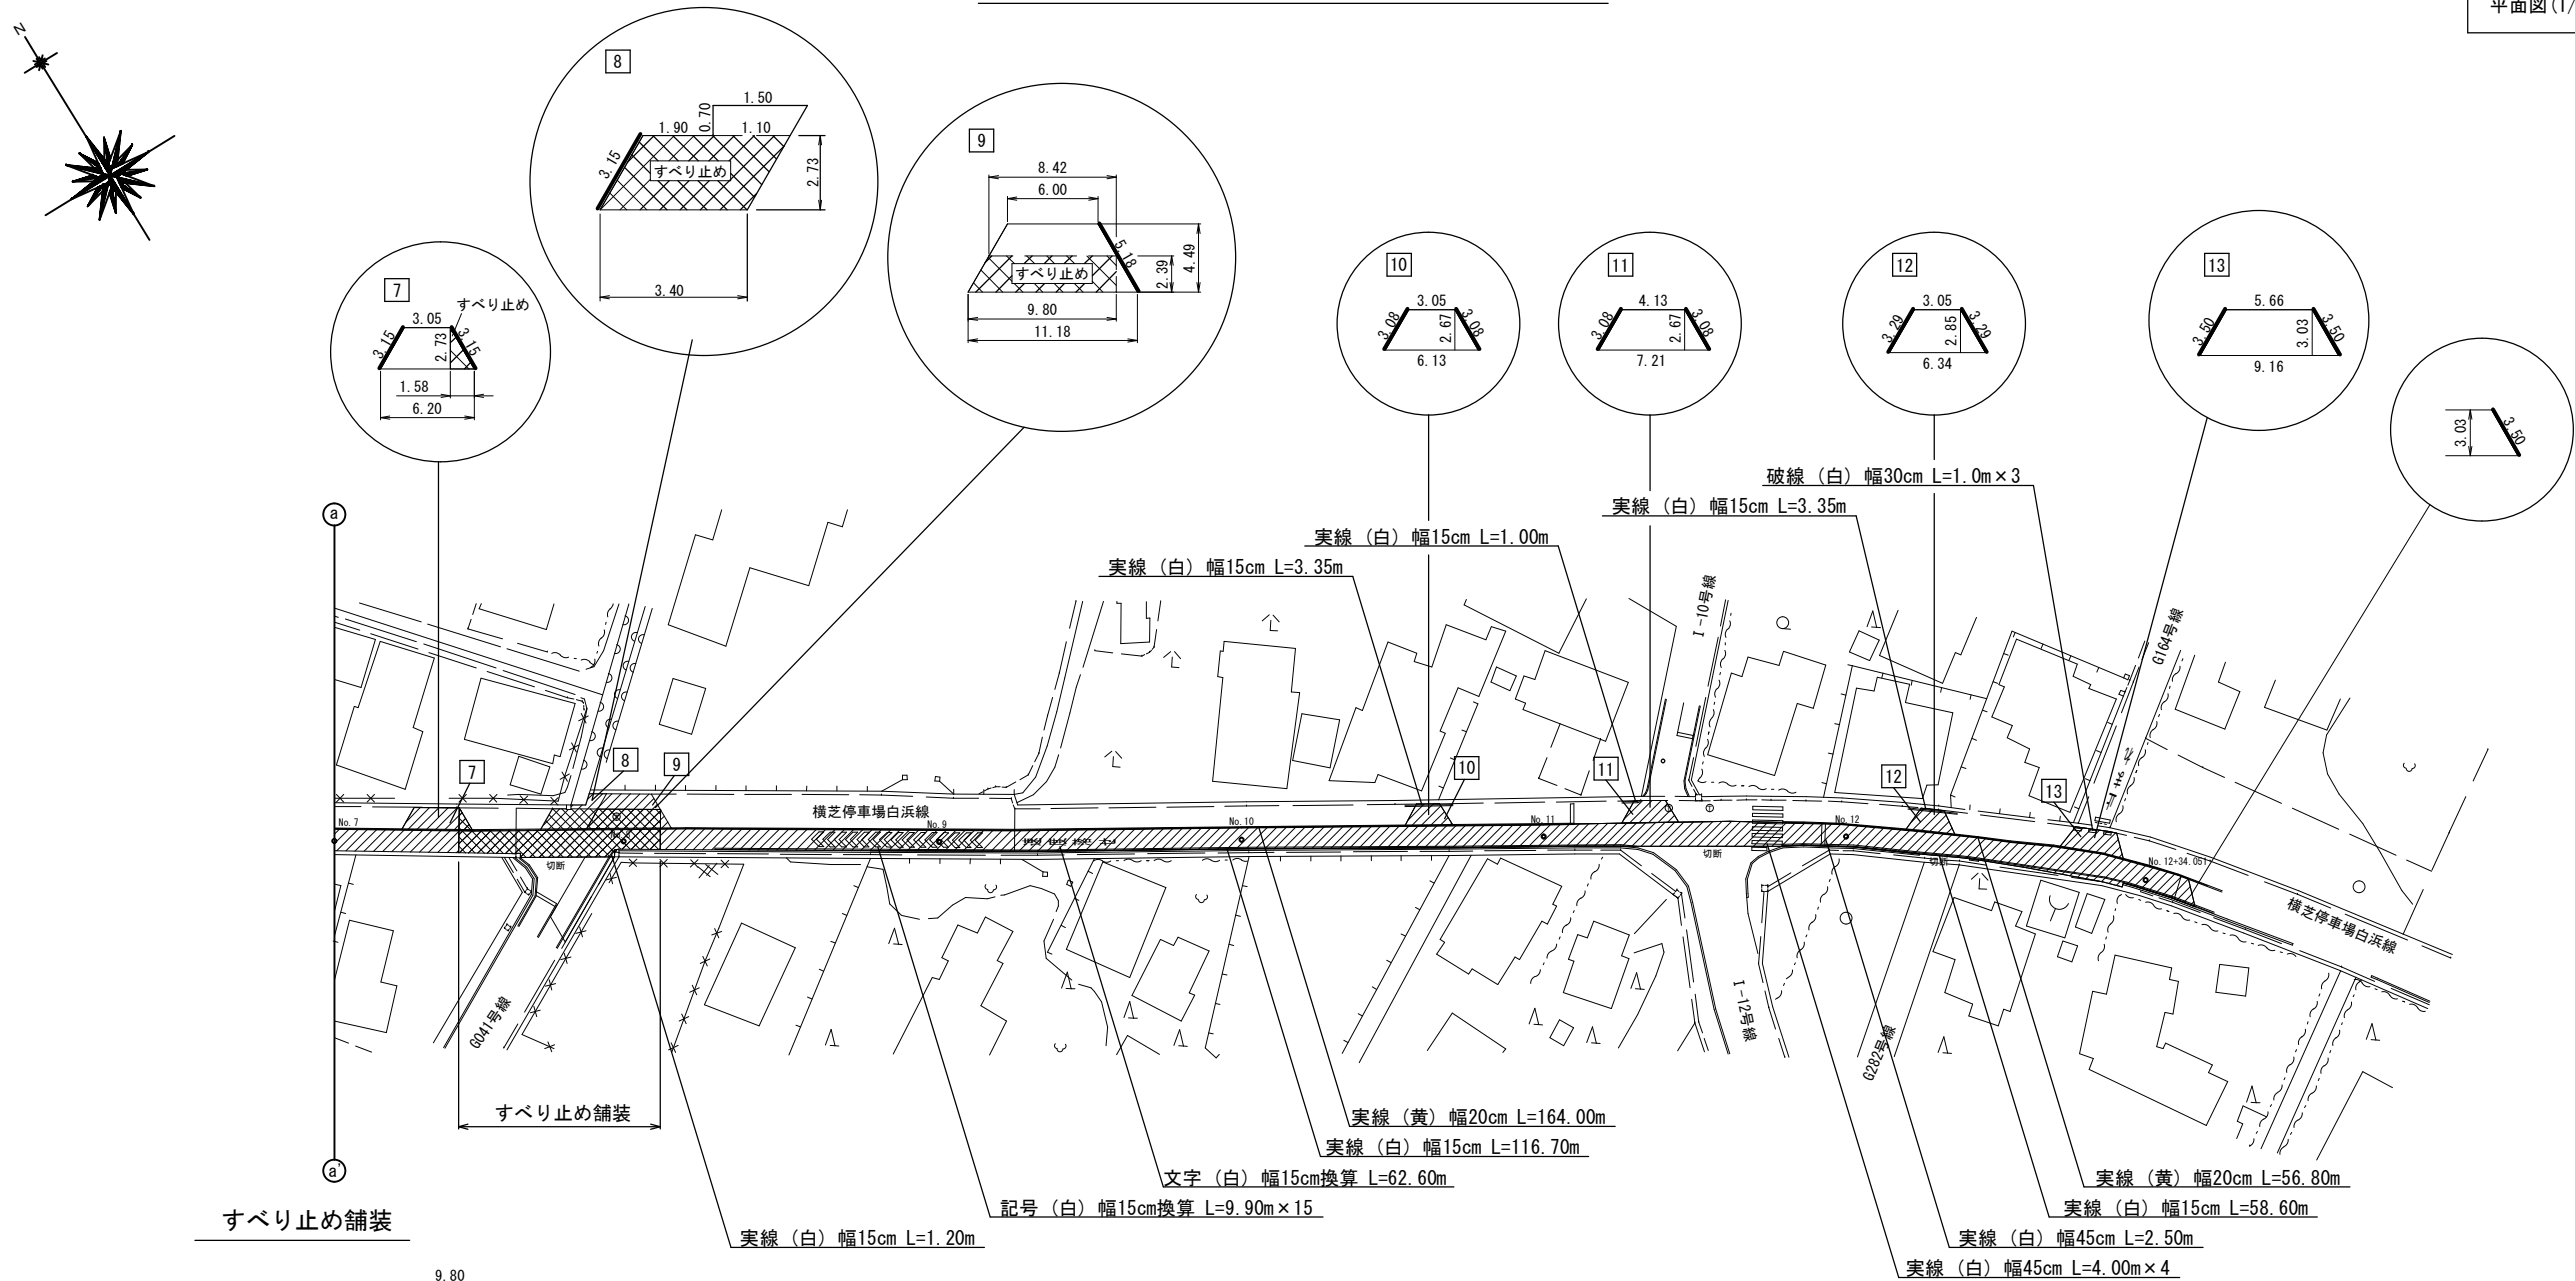 平面図(1/
N
8
1.50
0.70
1.90
1.10
3.15
すべり止め
2.73
3.40
9
8.42
6.00
5.18
4.49
2.39
すべり止め
9.80
11.18
7
すべり止め
3.05
3.15
2.73
3.15
1.58
6.20
10
3.05
3.08
2.67
3.08
6.13
11
4.13
3.08
2.67
3.08
7.21
12
3.05
3.29
2.85
3.29
6.34
13
5.66
3.50
3.03
3.50
9.16
3.03
3.50
破線（白）幅30cm L=1.0m×3
実線（白）幅15cm L=3.35m
実線（白）幅15cm L=1.00m
実線（白）幅15cm L=3.35m
a
I-10号線
G164号線
7
8
9
10
11
12
13
横芝停車場白浜線
No.7
No.8
No.9
No.10
No.11
No.12
No.12+34.051
切断
切断
切断
横芝停車場白浜線
G041号線
I-12号線
G282号線
すべり止め舗装
a'
実線（黄）幅20cm L=164.00m
実線（白）幅15cm L=116.70m
文字（白）幅15cm換算 L=62.60m
記号（白）幅15cm換算 L=9.90m×15
実線（白）幅15cm L=1.20m
実線（黄）幅20cm L=56.80m
実線（白）幅15cm L=58.60m
実線（白）幅45cm L=2.50m
実線（白）幅45cm L=4.00m×4
すべり止め舗装
9.80